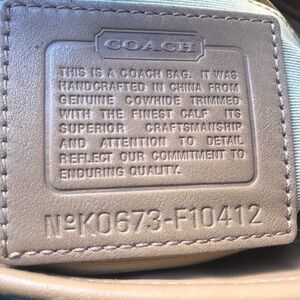 COACH
THIS IS A COACH BAG. IT WAS
HANDCRAFTED IN CHINA FROM
GENUINE COWHIDE TRIMMED
WITH THE FINEST CALF ITS
SUPERIOR CRAFTSMANSHIP
AND ATTENTION TO DETAIL
REFLECT OUR COMMITMENT TO
ENDURING QUALITY.
NºK0673-F10412